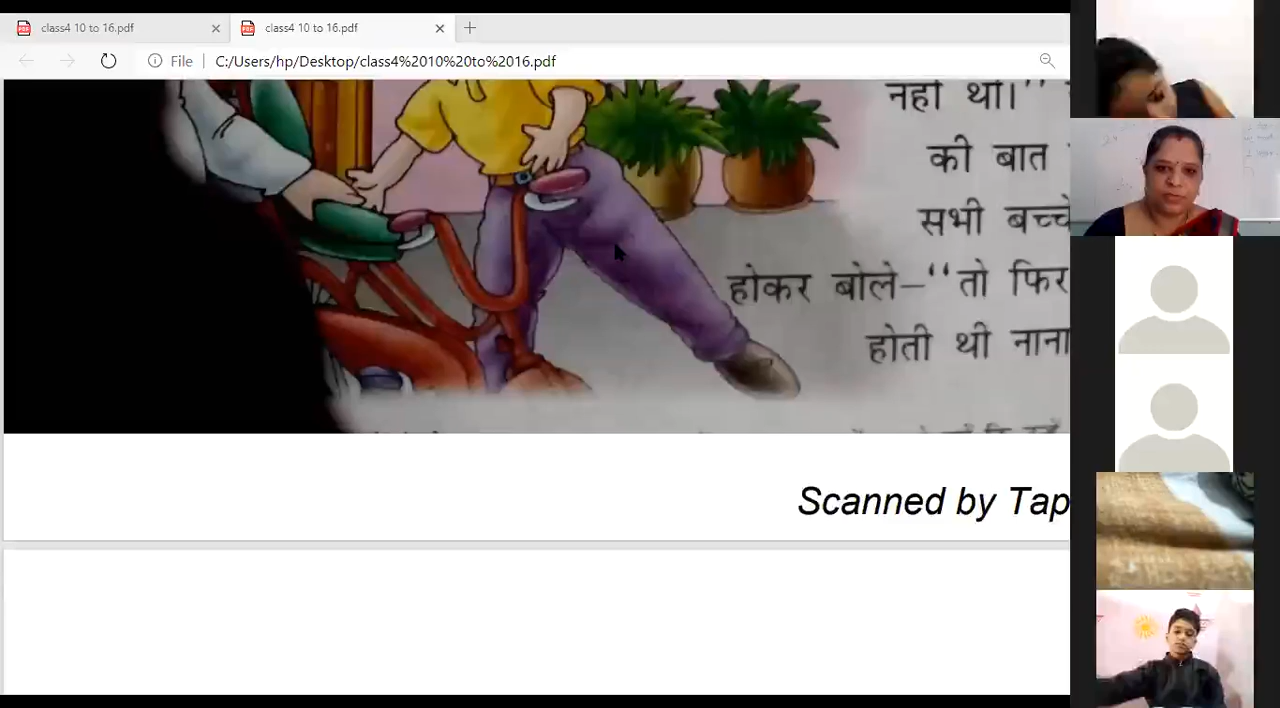 class4 10 to 16.pdf
class4 10 to 16.pdf
File
C:/Users/hp/Desktop/class4%2010%20to%2016.pdf
नहीं थी।''
की बात
सभी बच्चे
होकर बोले–''तो फिर
होती थी नाना
Scanned by Tap